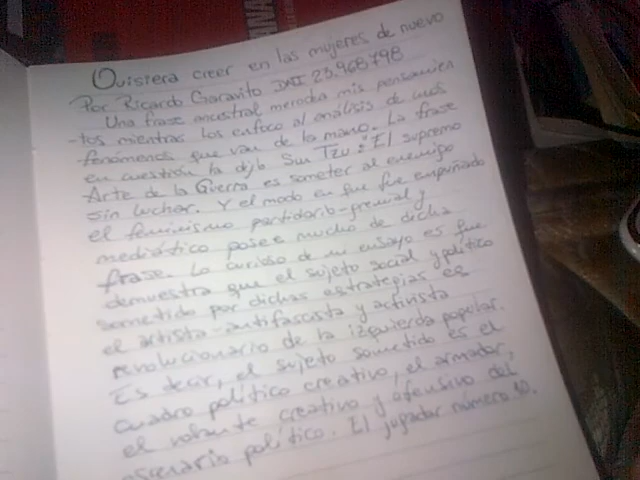 Quisiera creer en las mujeres de nuevo
Por Ricardo Garavito DNI 23.968798
Una frase ancestral merodea mis pensamien
-tos mientras los enfoco al análisis de unos
fenómenos que van de la mano. La frase
en cuestión la dijo Sun Tzu: "El supremo
Arte de la Guerra es someter al enemigo
sin luchar. Y el modo en que fue empuñado
el feminismo partidario-gremial y
mediático posee mucho de dicha
frase. Lo curioso de mi ensayo es que
demuestra que el sujeto social y político
sometido por dichas estrategias es
el artista-antifascista y activista
revolucionario de la izquierda popular.
Es decir, el sujeto sometido es el
cuadro político creativo, el armador,
el volante creativo y ofensivo del
escenario político. El jugador número 10.